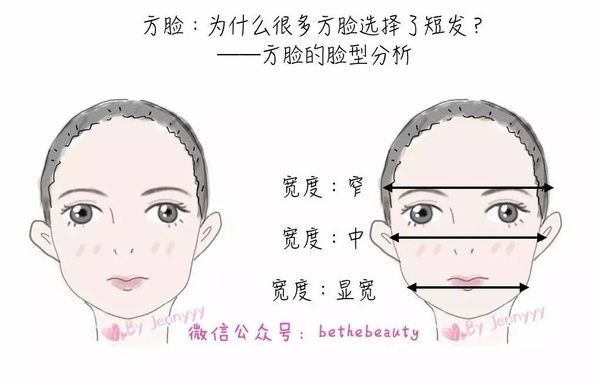 方脸：为什么很多方脸选择了短发？
——方脸的脸型分析
宽度：窄
宽度：中
宽度：显宽
By Jennyyy
By Jennyyy
微信公众号：bethebeauty